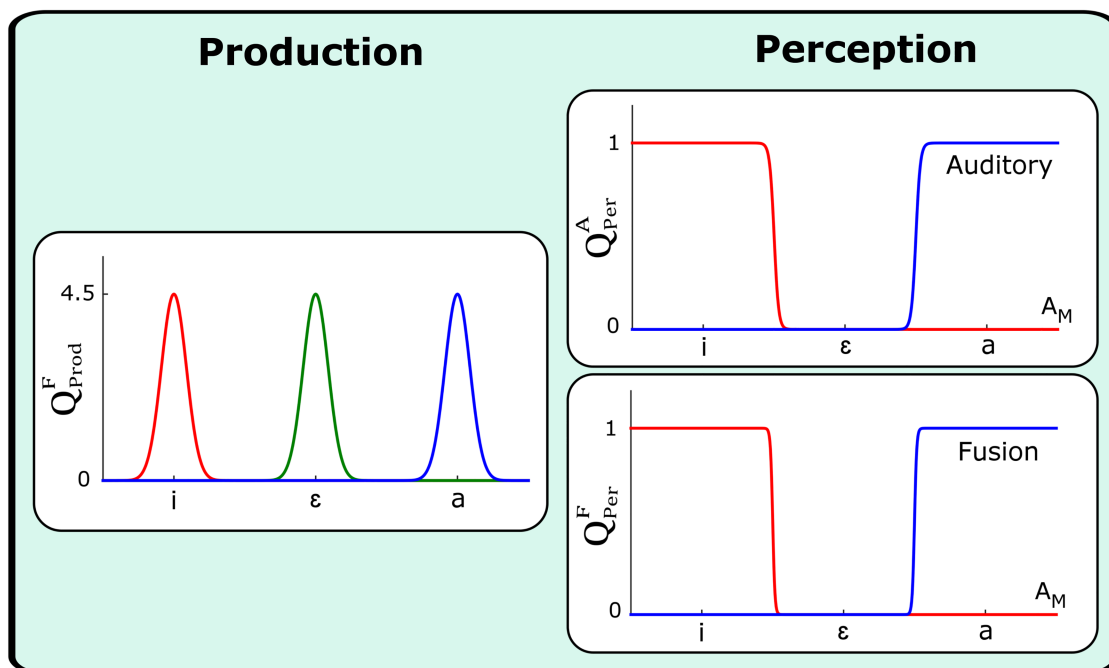 Production
Perception
4.5
0
Q^F_Prod
i ε a
1
0
Q^A_Per
Auditory
A_M
i ε a
1
0
Q^F_Per
Fusion
A_M
i ε a